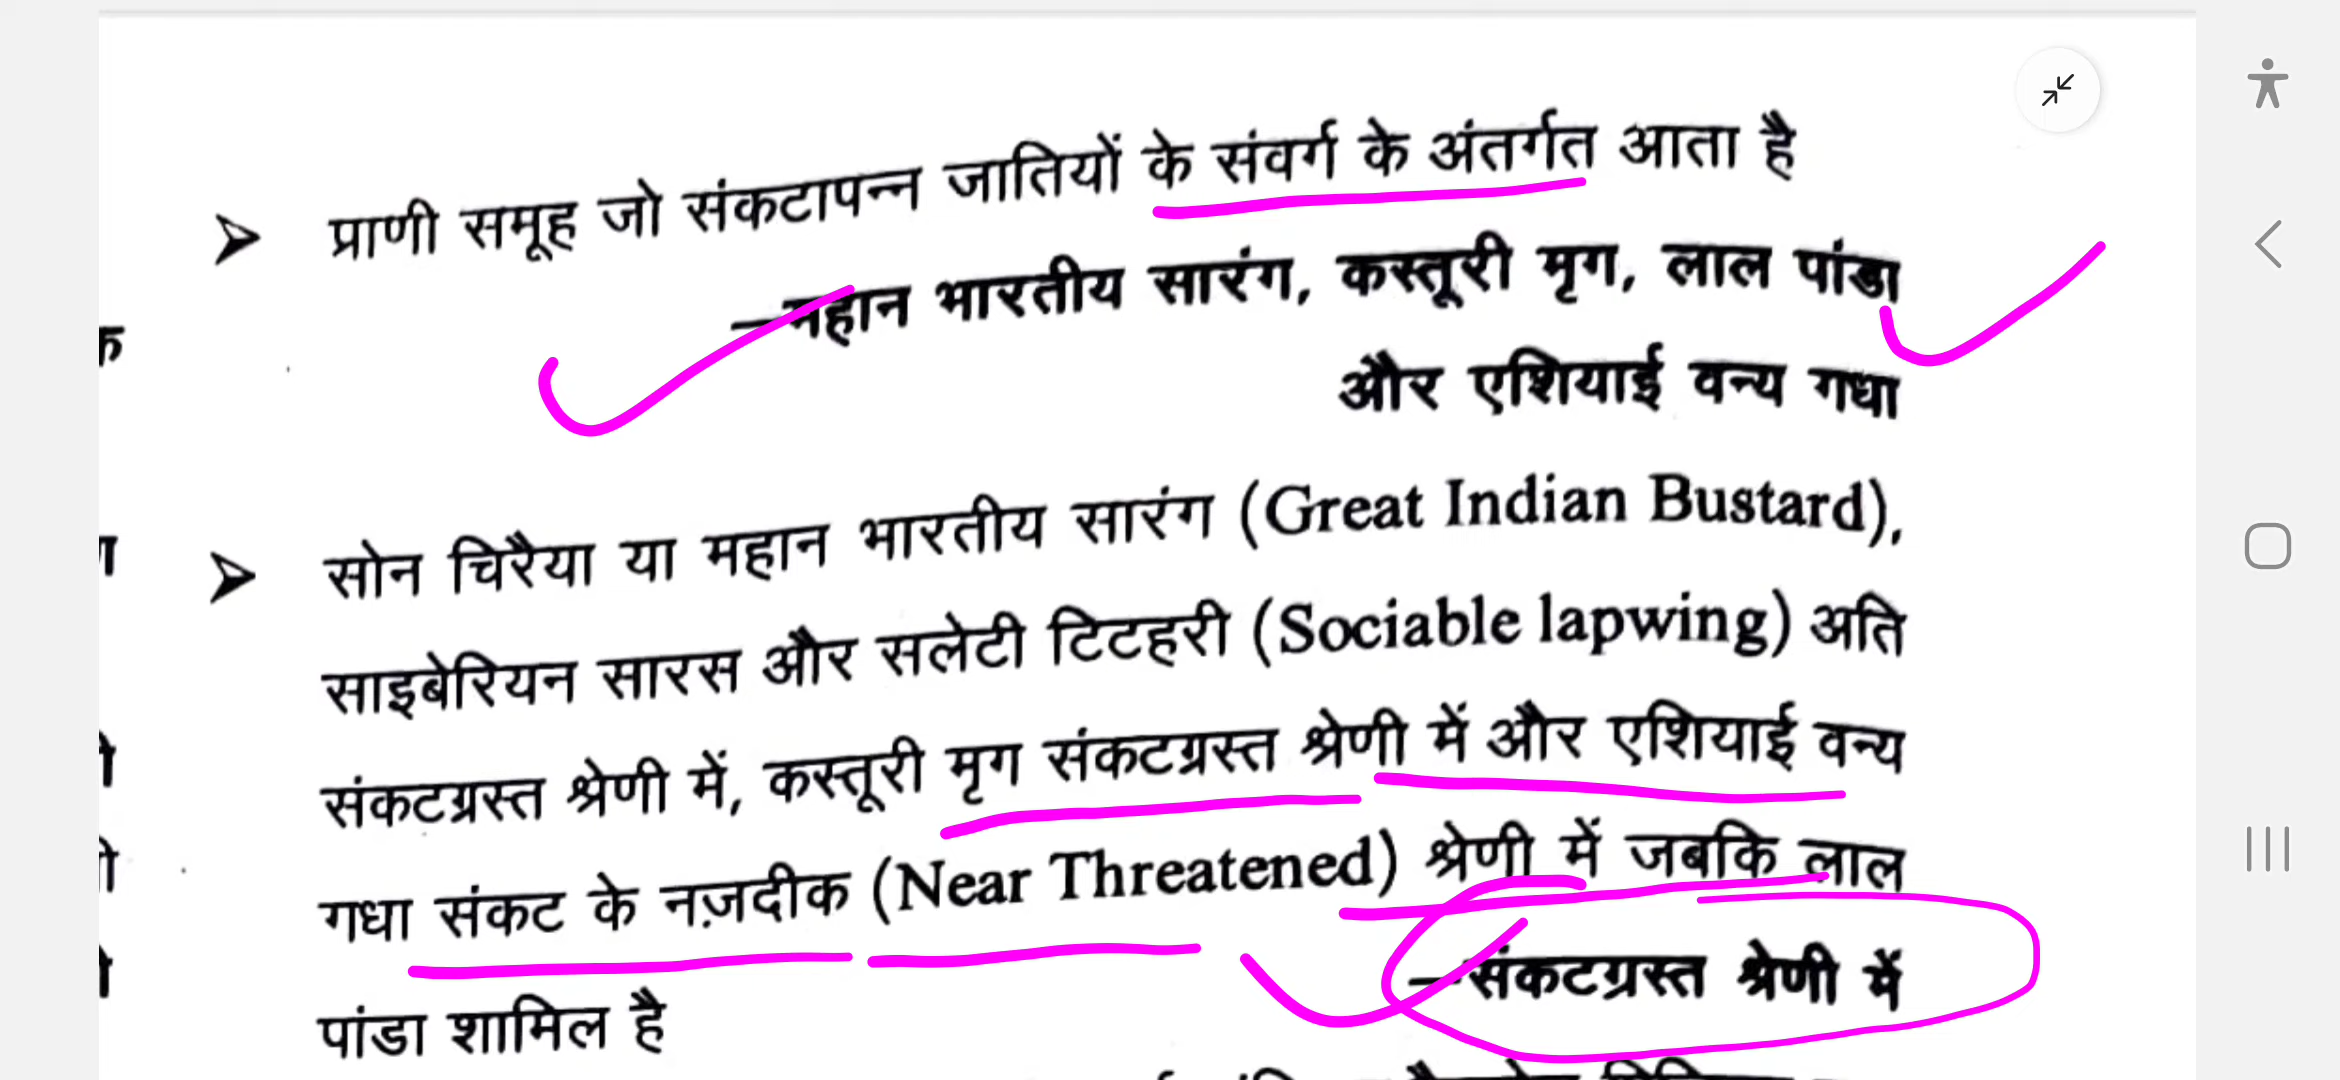 प्राणी समूह जो संकटापन्न जातियों के संवर्ग के अंतर्गत आता है
—महान भारतीय सारंग, कस्तूरी मृग, लाल पांडा
और एशियाई वन्य गधा
सोन चिरैया या महान भारतीय सारंग (Great Indian Bustard),
साइबेरियन सारस और सलेटी टिटहरी (Sociable lapwing) अति
संकटग्रस्त श्रेणी में, कस्तूरी मृग संकटग्रस्त श्रेणी में और एशियाई वन्य
गधा संकट के नज़दीक (Near Threatened) श्रेणी में जबकि लाल
पांडा शामिल है
—संकटग्रस्त श्रेणी में